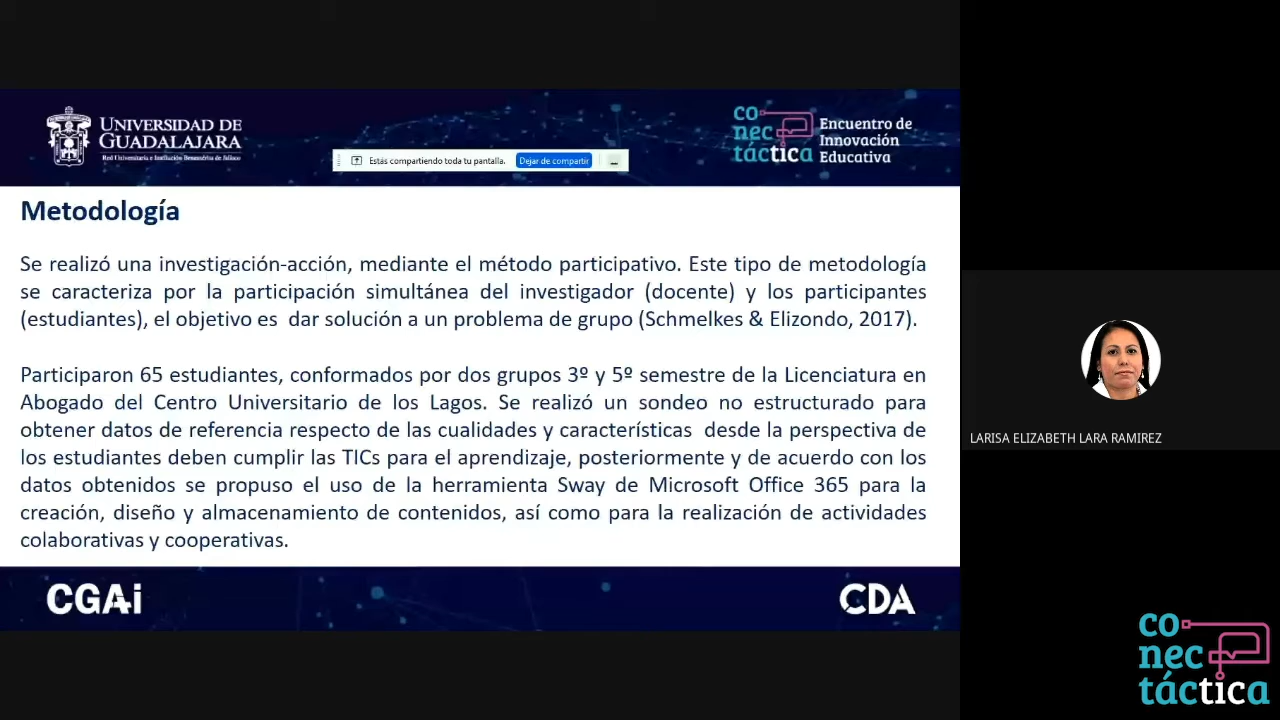 UNIVERSIDAD DE
GUADALAJARA
Red Universitaria e Institución Benemérita de Jalisco
Estás compartiendo toda tu pantalla. Dejar de compartir
co
nec
táctica
Encuentro de
Innovación
Educativa
Metodología
Se realizó una investigación-acción, mediante el método participativo. Este tipo de metodología
se caracteriza por la participación simultánea del investigador (docente) y los participantes
(estudiantes), el objetivo es dar solución a un problema de grupo (Schmelkes & Elizondo, 2017).
Participaron 65 estudiantes, conformados por dos grupos 3º y 5º semestre de la Licenciatura en
Abogado del Centro Universitario de los Lagos. Se realizó un sondeo no estructurado para
obtener datos de referencia respecto de las cualidades y características desde la perspectiva de
los estudiantes deben cumplir las TICs para el aprendizaje, posteriormente y de acuerdo con los
datos obtenidos se propuso el uso de la herramienta Sway de Microsoft Office 365 para la
creación, diseño y almacenamiento de contenidos, así como para la realización de actividades
colaborativas y cooperativas.
CGAi
CDA
LARISA ELIZABETH LARA RAMIREZ
co
nec
táctica